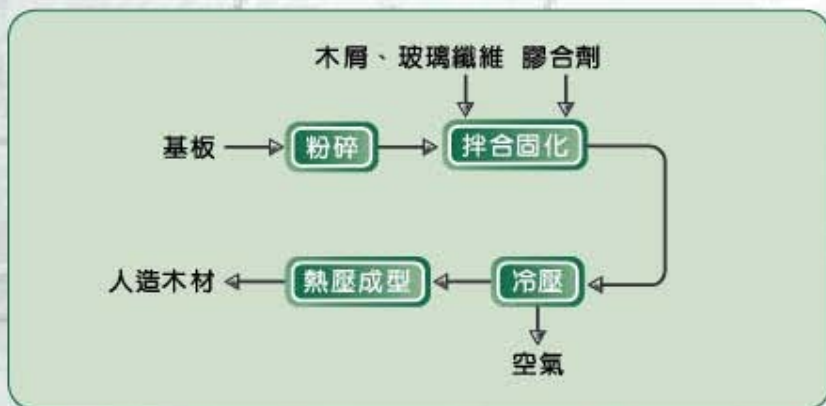 木屑、玻璃纖維 膠合劑
基板 粉碎 拌合固化
人造木材 熱壓成型 冷壓
空氣